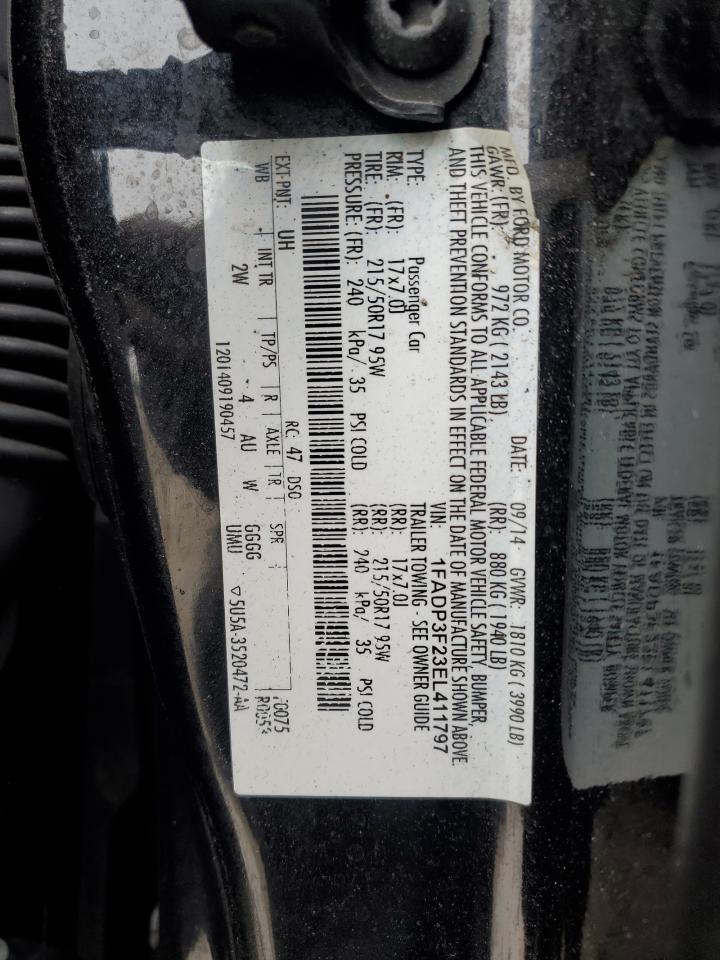 MFD. BY FORD MOTOR CO.
DATE: 09/14 GVWR: 1810 KG ( 3990 LB)
GAWR: (FR): 972 KG ( 2143 LB). (RR): 880 KG ( 1940 LB)
THIS VEHICLE CONFORMS TO ALL APPLICABLE FEDERAL MOTOR VEHICLE SAFETY, BUMPER,
AND THEFT PREVENTION STANDARDS IN EFFECT ON THE DATE OF MANUFACTURE SHOWN ABOVE.
VIN: 1FADP3F23EL411797
TYPE: Passenger Car TRAILER TOWING - SEE OWNER GUIDE
RIM: (FR): 17x7.0J (RR): 17x7.0J
TIRE: (FR): 215/50R17 95W (RR): 215/50R17 95W
PRESSURE: (FR): 240 kPa/ 35 PSI COLD (RR): 240 kPa/ 35 PSI COLD
EXT PNT: UH RC: 47 DSO
WB INT TR TP/PS R AXLE TR SPR
2W 4 AU W GGGG
UMU
1201409190457
5U5A-3520472-AA